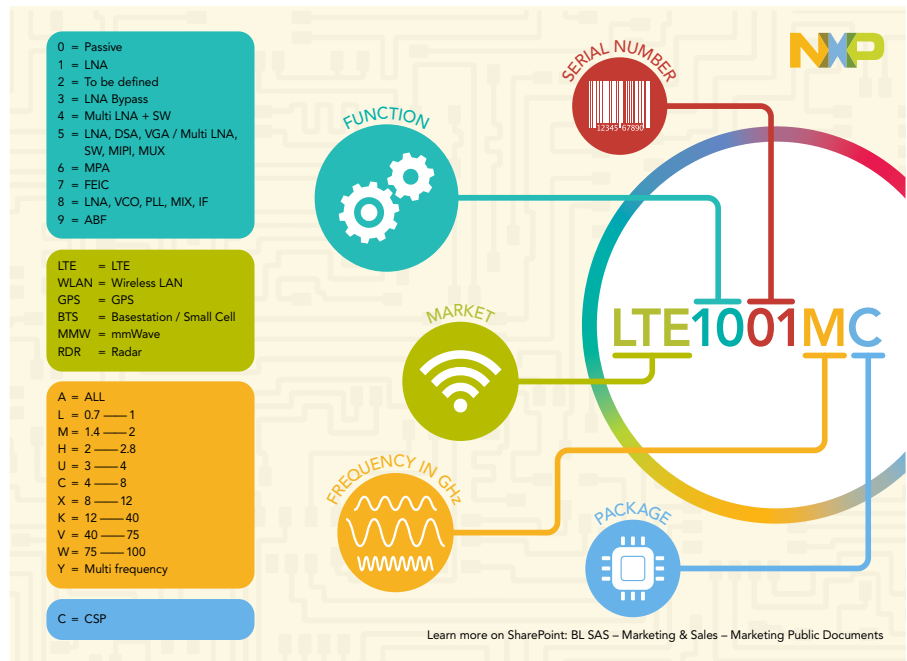 0 = Passive
1 = LNA
2 = To be defined
3 = LNA Bypass
4 = Multi LNA + SW
5 = LNA, DSA, VGA / Multi LNA,
SW, MIPI, MUX
6 = MPA
7 = FEIC
8 = LNA, VCO, PLL, MIX, IF
9 = ABF
LTE = LTE
WLAN = Wireless LAN
GPS = GPS
BTS = Basestation / Small Cell
MMW = mmWave
RDR = Radar
A = ALL
L = 0.7 —— 1
M = 1.4 —— 2
H = 2 —— 2.8
U = 3 —— 4
C = 4 —— 8
X = 8 —— 12
K = 12 —— 40
V = 40 —— 75
W = 75 —— 100
Y = Multi frequency
C = CSP
FUNCTION
SERIAL NUMBER
12345 67890
NXP
MARKET
LTE1001MC
FREQUENCY IN GHz
PACKAGE
Learn more on SharePoint: BL SAS – Marketing & Sales – Marketing Public Documents